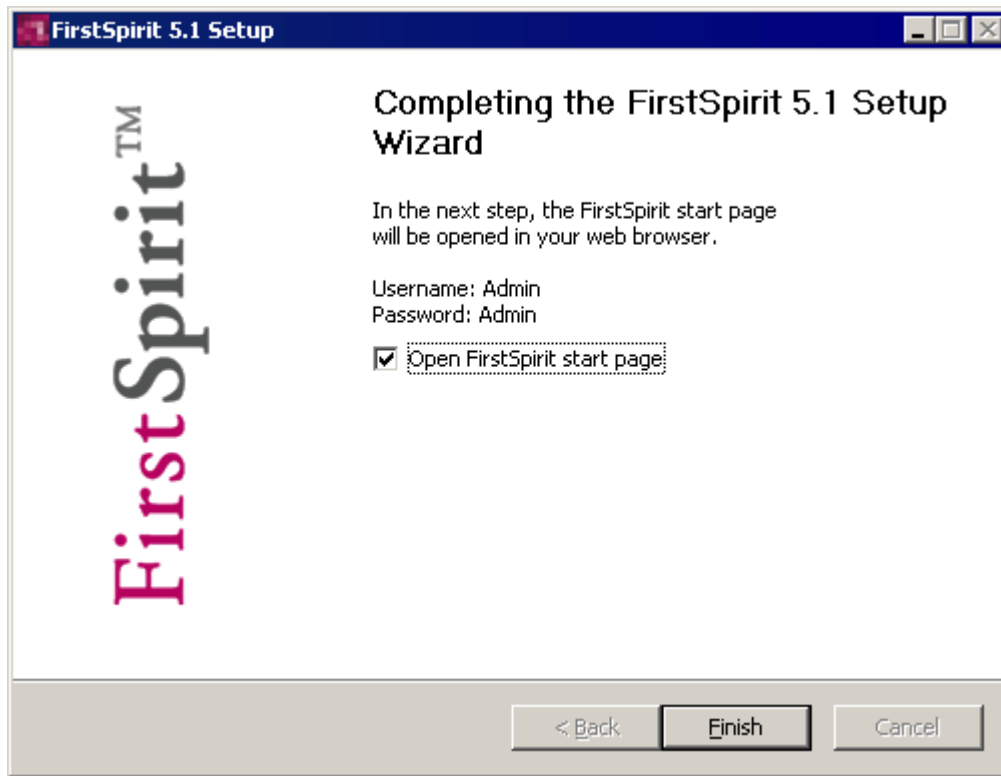 FirstSpirit 5.1 Setup
FirstSpirit™
Completing the FirstSpirit 5.1 Setup
Wizard
In the next step, the FirstSpirit start page
will be opened in your web browser.
Username: Admin
Password: Admin
Open FirstSpirit start page
< Back
Finish
Cancel